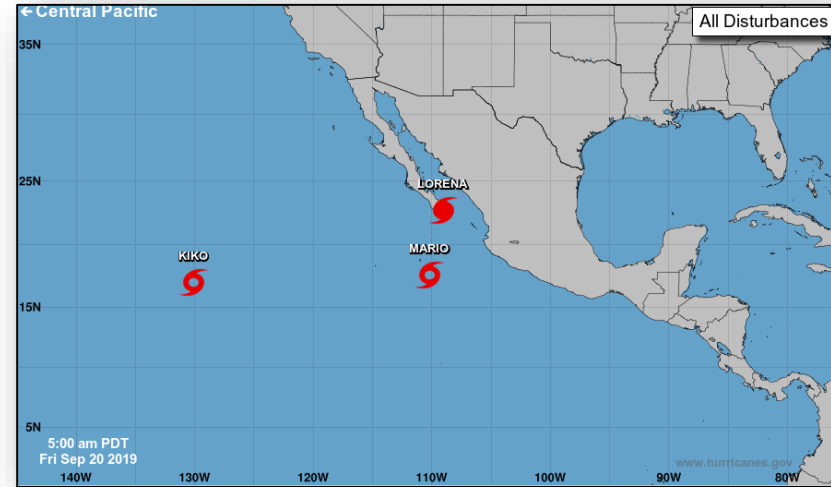 ← Central Pacific
All Disturbances
35N
25N
LORENA
MARIO
KIKO
15N
5N
5:00 am PDT
Fri Sep 20 2019
www.hurricanes.gov
140W 130W 120W 110W 100W 90W 80W